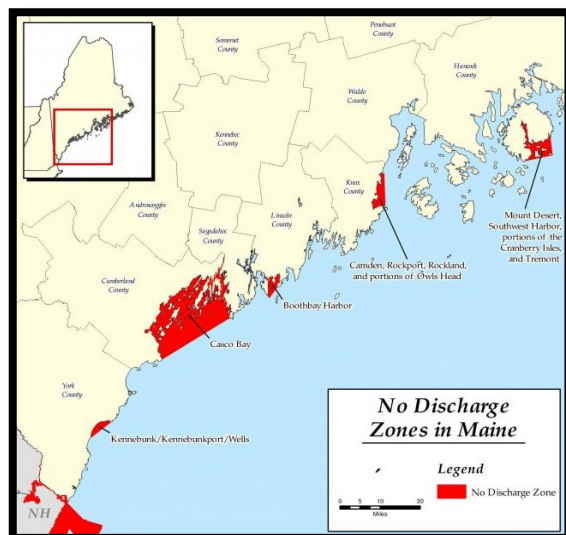 Somerset
County
Penobscot
County
Hancock
County
Waldo
County
Kennebec
County
Knox
County
Androscoggin
County
Lincoln
County
Sagadahoc
County
Cumberland
County
York
County
Mount Desert,
Southwest Harbor,
portions of the
Cranberry Isles,
and Tremont
Camden, Rockport, Rockland,
and portions of Owls Head
Boothbay Harbor
Casco Bay
Kennebunk/Kennebunkport/Wells
NH
No Discharge
Zones in Maine
Legend
No Discharge Zone
0 5 10 20
Miles